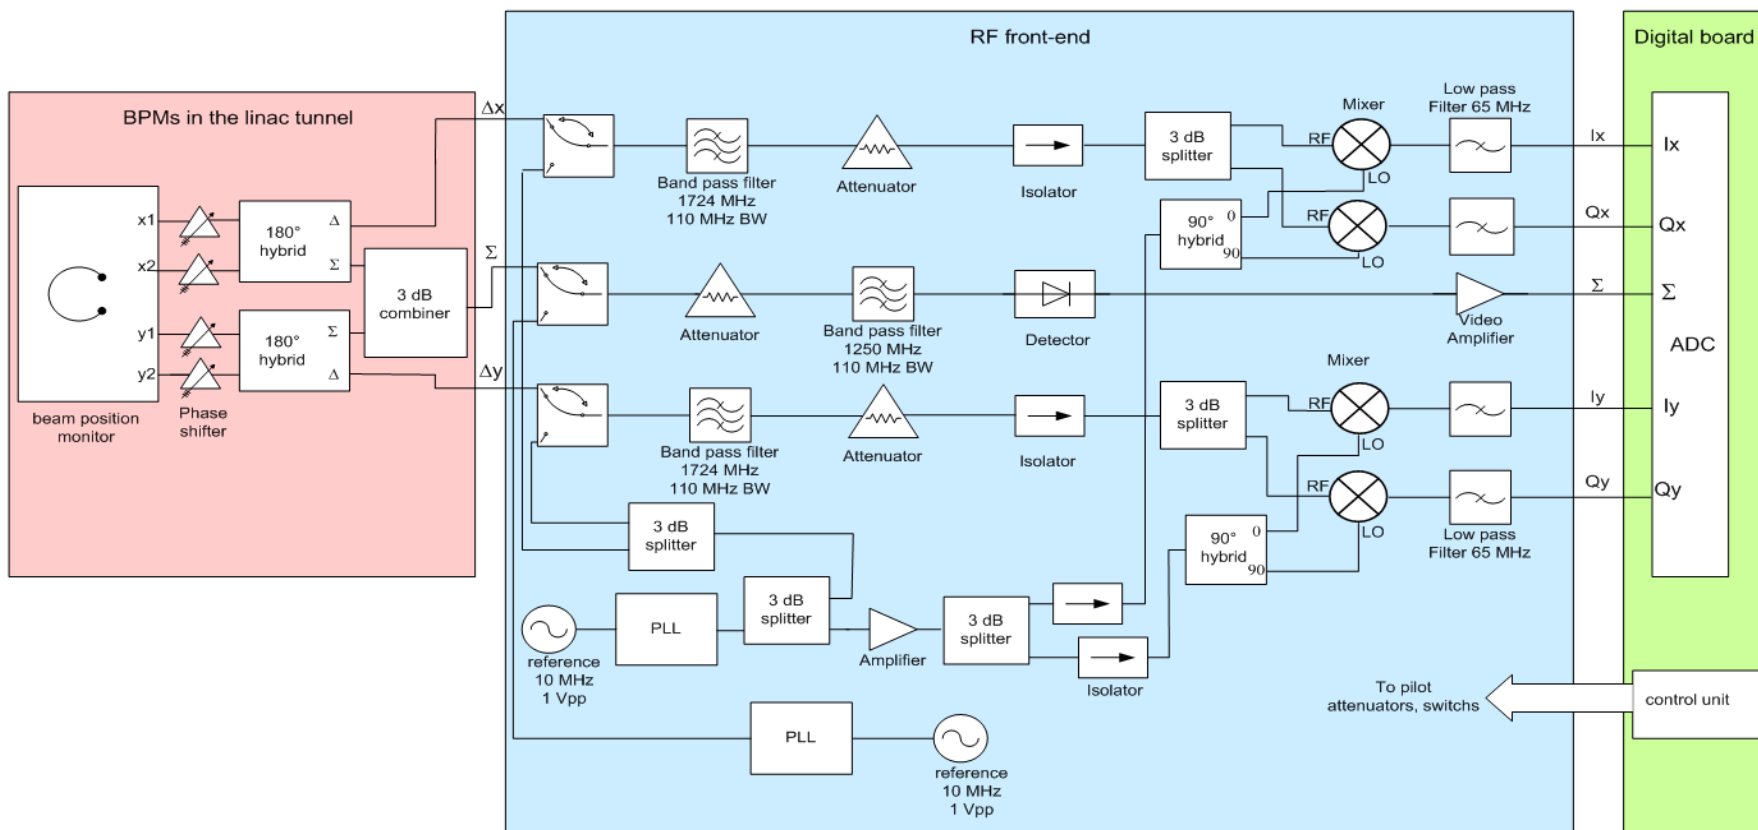 RF front-end
Digital board
BPMs in the linac tunnel
Δx
Σ
Δy
x1
x2
y1
y2
180°
hybrid
Δ
Σ
180°
hybrid
Σ
Δ
3 dB
combiner
beam position
monitor
Phase
shifter
Band pass filter
1724 MHz
110 MHz BW
Attenuator
Isolator
3 dB
splitter
Mixer
RF
LO
Low pass
Filter 65 MHz
Ix
Ix
90°
hybrid
0
90
RF
LO
Qx
Qx
Attenuator
Band pass filter
1250 MHz
110 MHz BW
Detector
Video
Amplifier
Σ
Σ
ADC
Band pass filter
1724 MHz
110 MHz BW
Attenuator
Isolator
3 dB
splitter
Mixer
RF
LO
Iy
Iy
90°
hybrid
0
90
RF
LO
Low pass
Filter 65 MHz
Qy
Qy
3 dB
splitter
reference
10 MHz
1 Vpp
PLL
3 dB
splitter
Amplifier
3 dB
splitter
Isolator
PLL
reference
10 MHz
1 Vpp
To pilot
attenuators, switchs
control unit